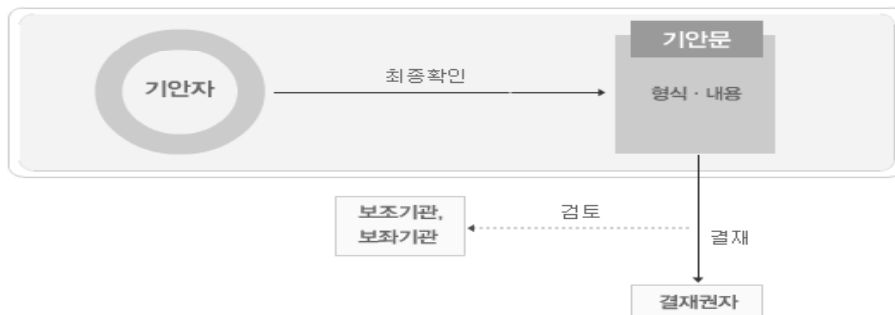 기안문
최종확인
기안자
형식 · 내용
보조기관,
보좌기관
검토
결재
결재권자